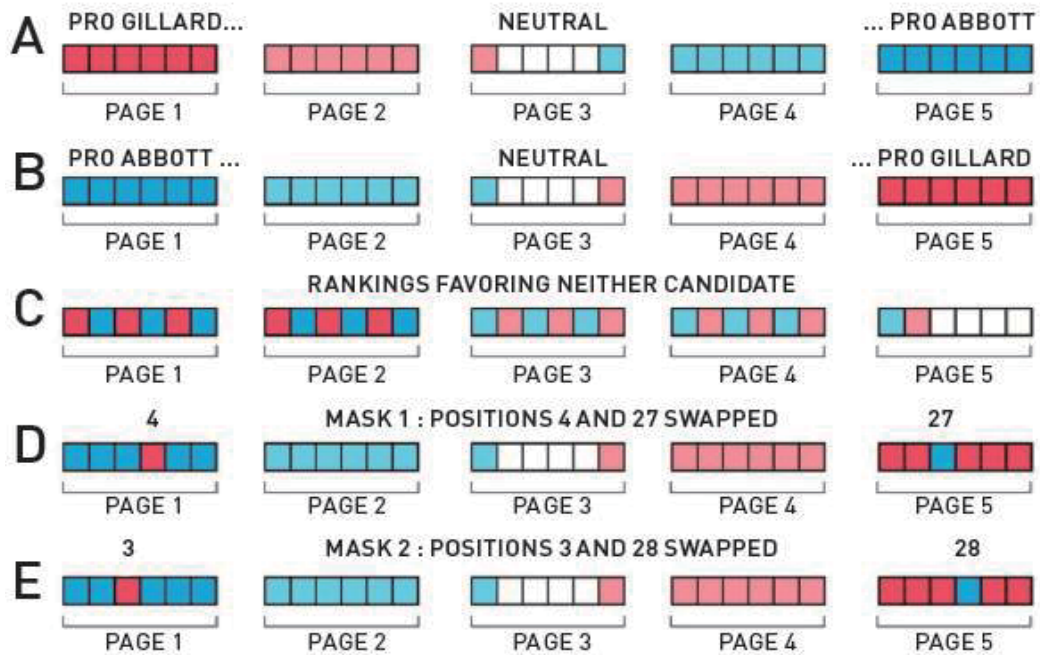 A PRO GILLARD... NEUTRAL ... PRO ABBOTT
PAGE 1 PAGE 2 PAGE 3 PAGE 4 PAGE 5
B PRO ABBOTT ... NEUTRAL ... PRO GILLARD
PAGE 1 PAGE 2 PAGE 3 PAGE 4 PAGE 5
C RANKINGS FAVORING NEITHER CANDIDATE
PAGE 1 PAGE 2 PAGE 3 PAGE 4 PAGE 5
D 4 MASK 1 : POSITIONS 4 AND 27 SWAPPED 27
PAGE 1 PAGE 2 PAGE 3 PAGE 4 PAGE 5
E 3 MASK 2 : POSITIONS 3 AND 28 SWAPPED 28
PAGE 1 PAGE 2 PAGE 3 PAGE 4 PAGE 5